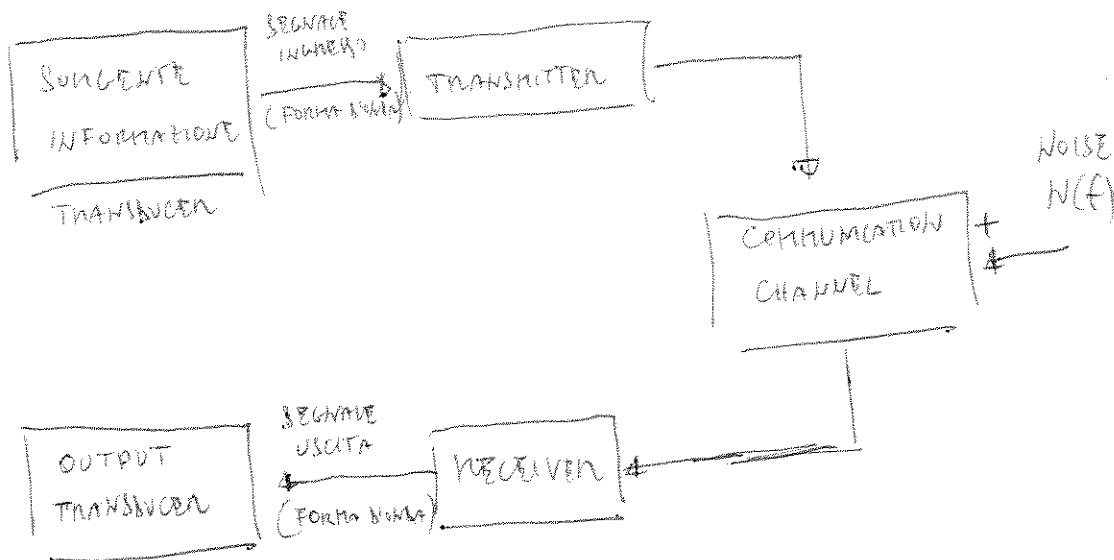 SEGNALE
INGRESSO
SORGENTE
INFORMAZIONE
TRANSDUCER
(FORMA D'ONDA)
TRANSMITTER
NOISE
N(f)
COMMUNICATION +
CHANNEL
SEGNALE
USCITA
OUTPUT
TRANSDUCER
(FORMA D'ONDA)
RECEIVER